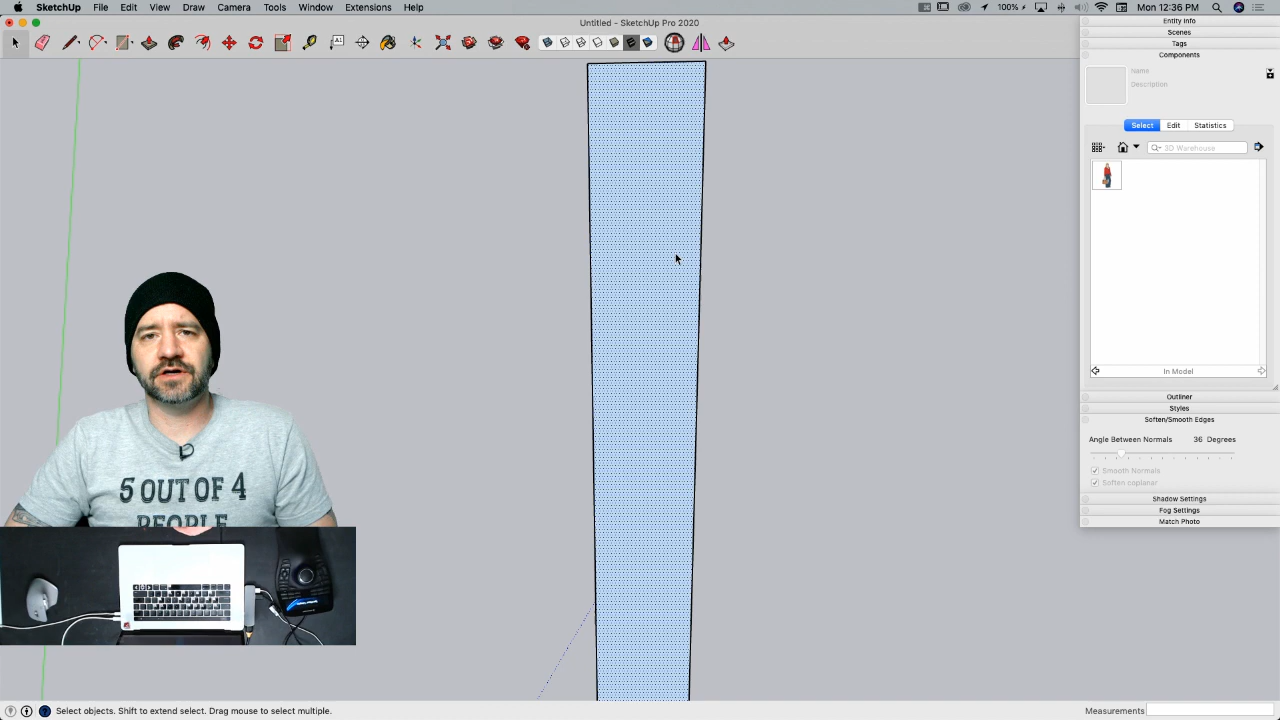 SketchUp File Edit View Camera Draw Tools Window Extensions Help 100% Mon 12:36 PM
Untitled - SketchUp Pro 2020
Entity Info
Scenes
Tags
Components
Name
Description
Select Edit Statistics
3D Warehouse
In Model
Outliner
Styles
Soften/Smooth Edges
Angle Between Normals 36 Degrees
Smooth Normals
Soften coplanar
Shadow Settings
Fog Settings
Match Photo
5 OUT OF 4
PEOPLE
Select objects. Shift to extend select. Drag mouse to select multiple.
Measurements